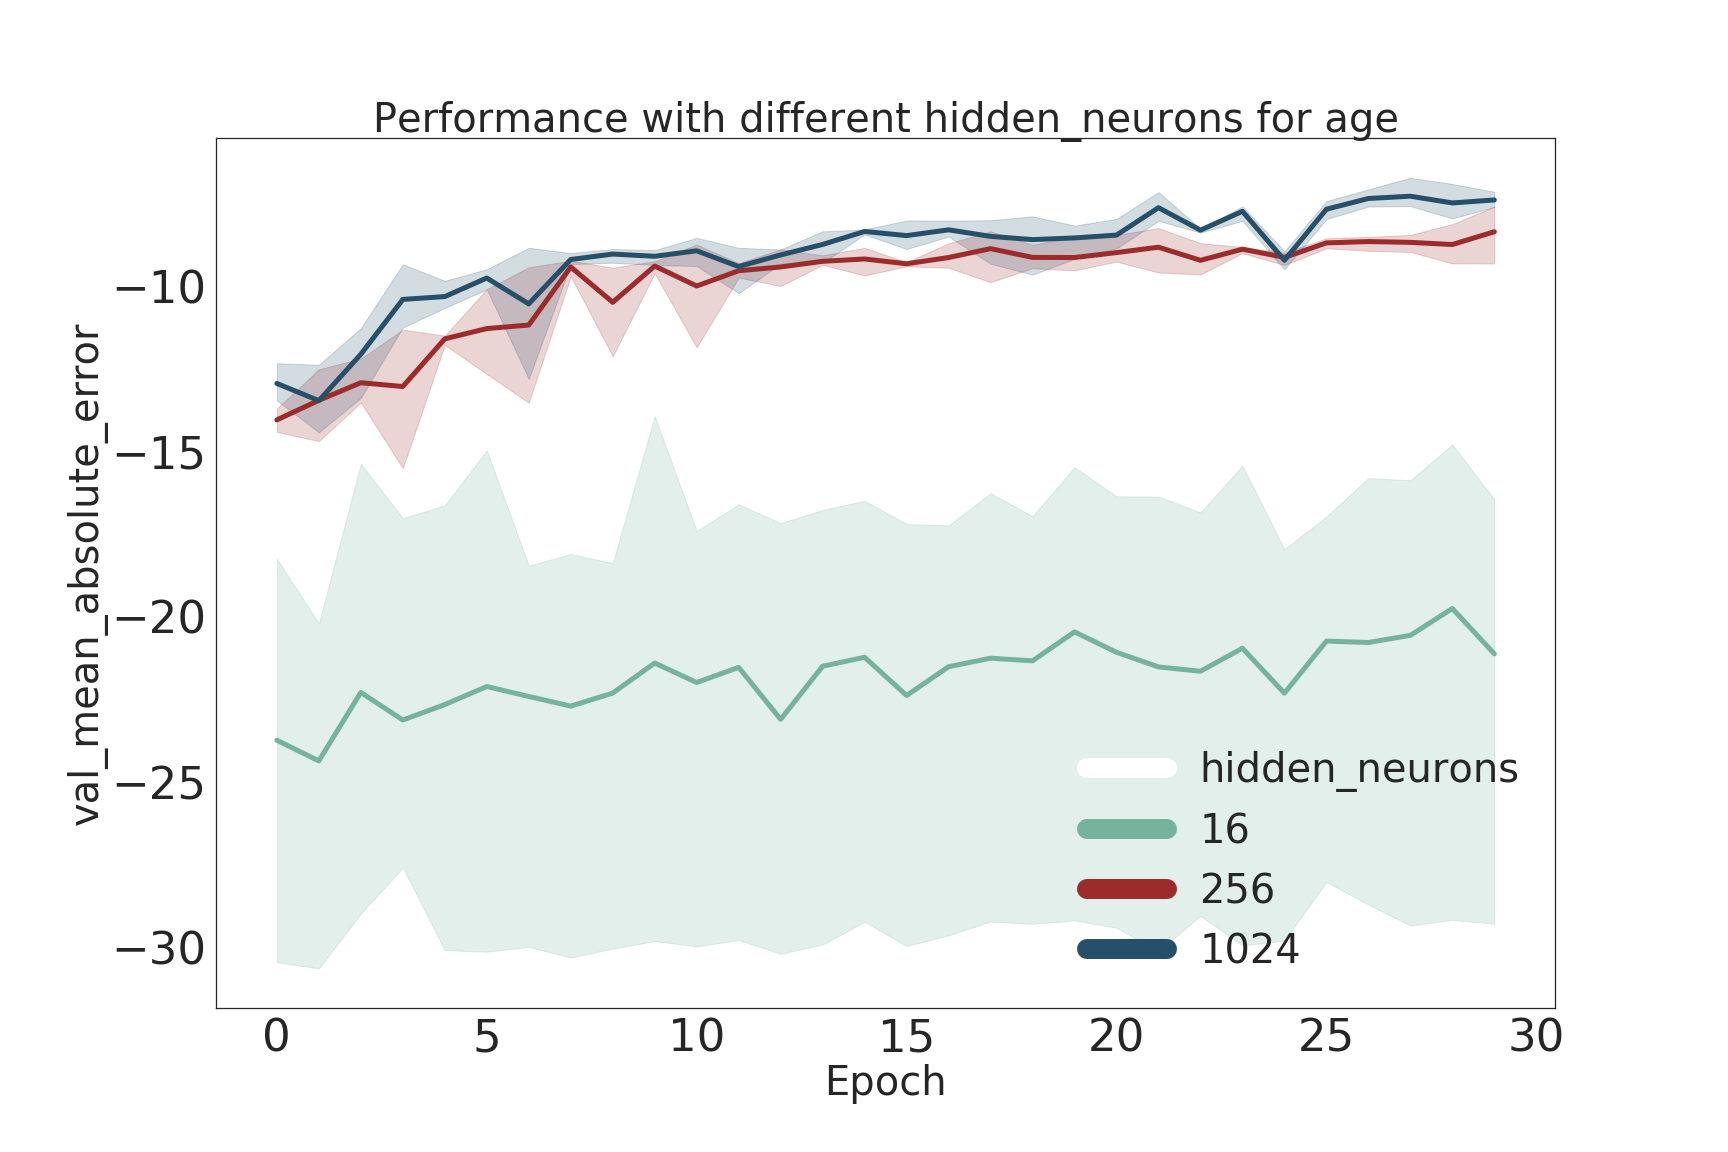 Performance with different hidden_neurons for age
val_mean_absolute_error
−10
−15
−20
−25
−30
hidden_neurons
16
256
1024
0 5 10 15 20 25 30
Epoch